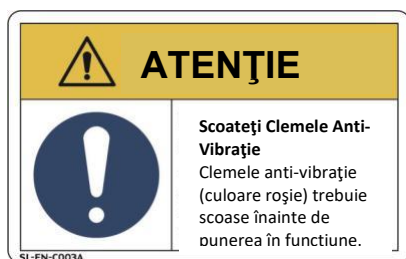 ATENŢIE
Scoateţi Clemele Anti-
Vibraţie
Clemele anti-vibraţie
(culoare roşie) trebuie
scoase înainte de
punerea în funcţiune.
SL-EN-C003A